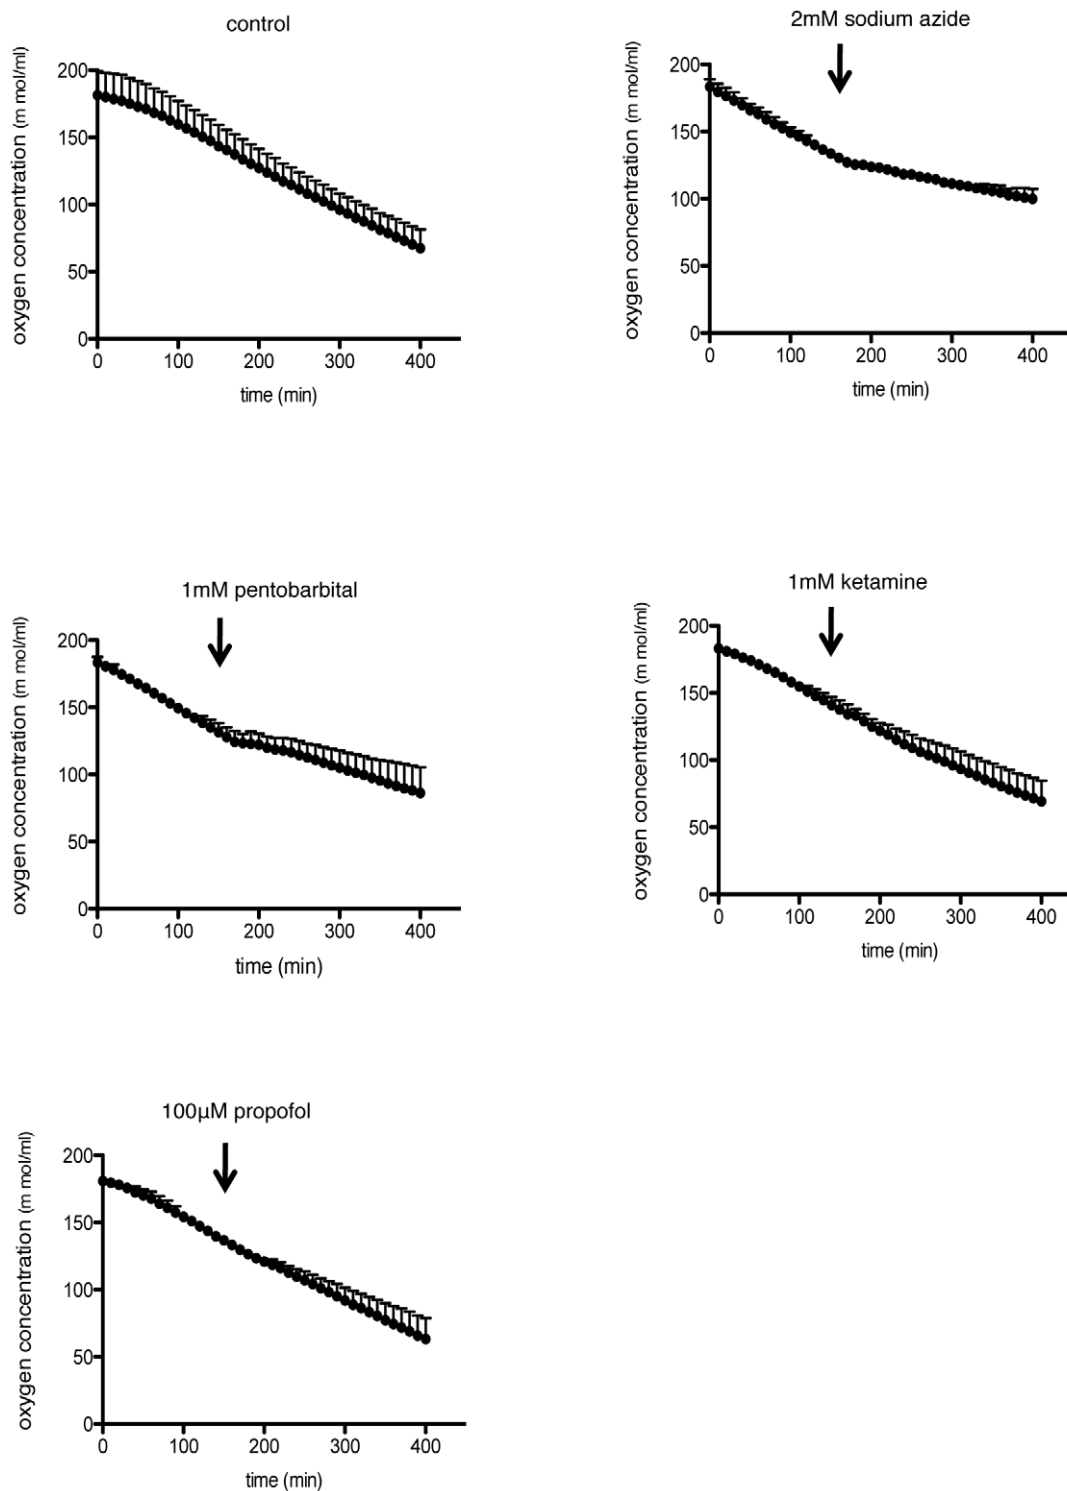 control
oxygen concentration (m mol/ml)
200
150
100
50
0
0 100 200 300 400
time (min)
2mM sodium azide
oxygen concentration (m mol/ml)
200
150
100
50
0
0 100 200 300 400
time (min)
1mM pentobarbital
oxygen concentration (m mol/ml)
200
150
100
50
0
0 100 200 300 400
time (min)
1mM ketamine
oxygen concentration (m mol/ml)
200
150
100
50
0
0 100 200 300 400
time (min)
100µM propofol
oxygen concentration (m mol/ml)
200
150
100
50
0
0 100 200 300 400
time (min)